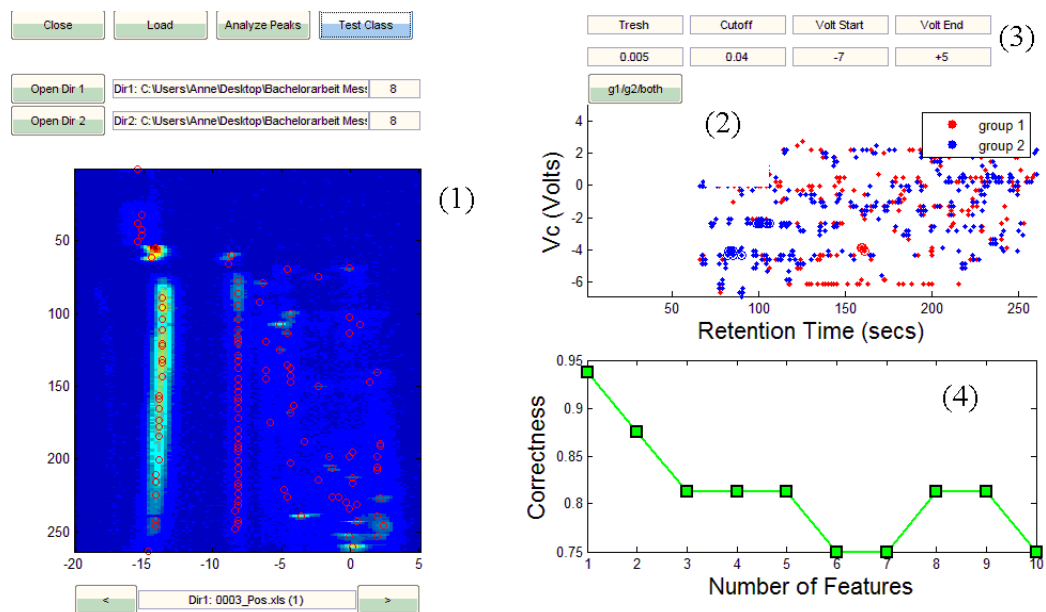 Close Load Analyze Peaks Test Class
Open Dir 1 Dir1: C:\Users\Anne\Desktop\Bachelorarbeit Mess 8
Open Dir 2 Dir2: C:\Users\Anne\Desktop\Bachelorarbeit Mess 8
(1)
50
100
150
200
250
-20 -15 -10 -5 0 5
< Dir1: 0003_Pos.xls (1) >
Tresh Cutoff Volt Start Volt End
(3)
0.005 0.04 -7 +5
g1/g2/both
(2)
group 1
group 2
4
2
0
-2
-4
-6
Vc (Volts)
50 100 150 200 250
Retention Time (secs)
0.95
0.9
0.85
0.8
0.75
Correctness
(4)
1 2 3 4 5 6 7 8 9 10
Number of Features